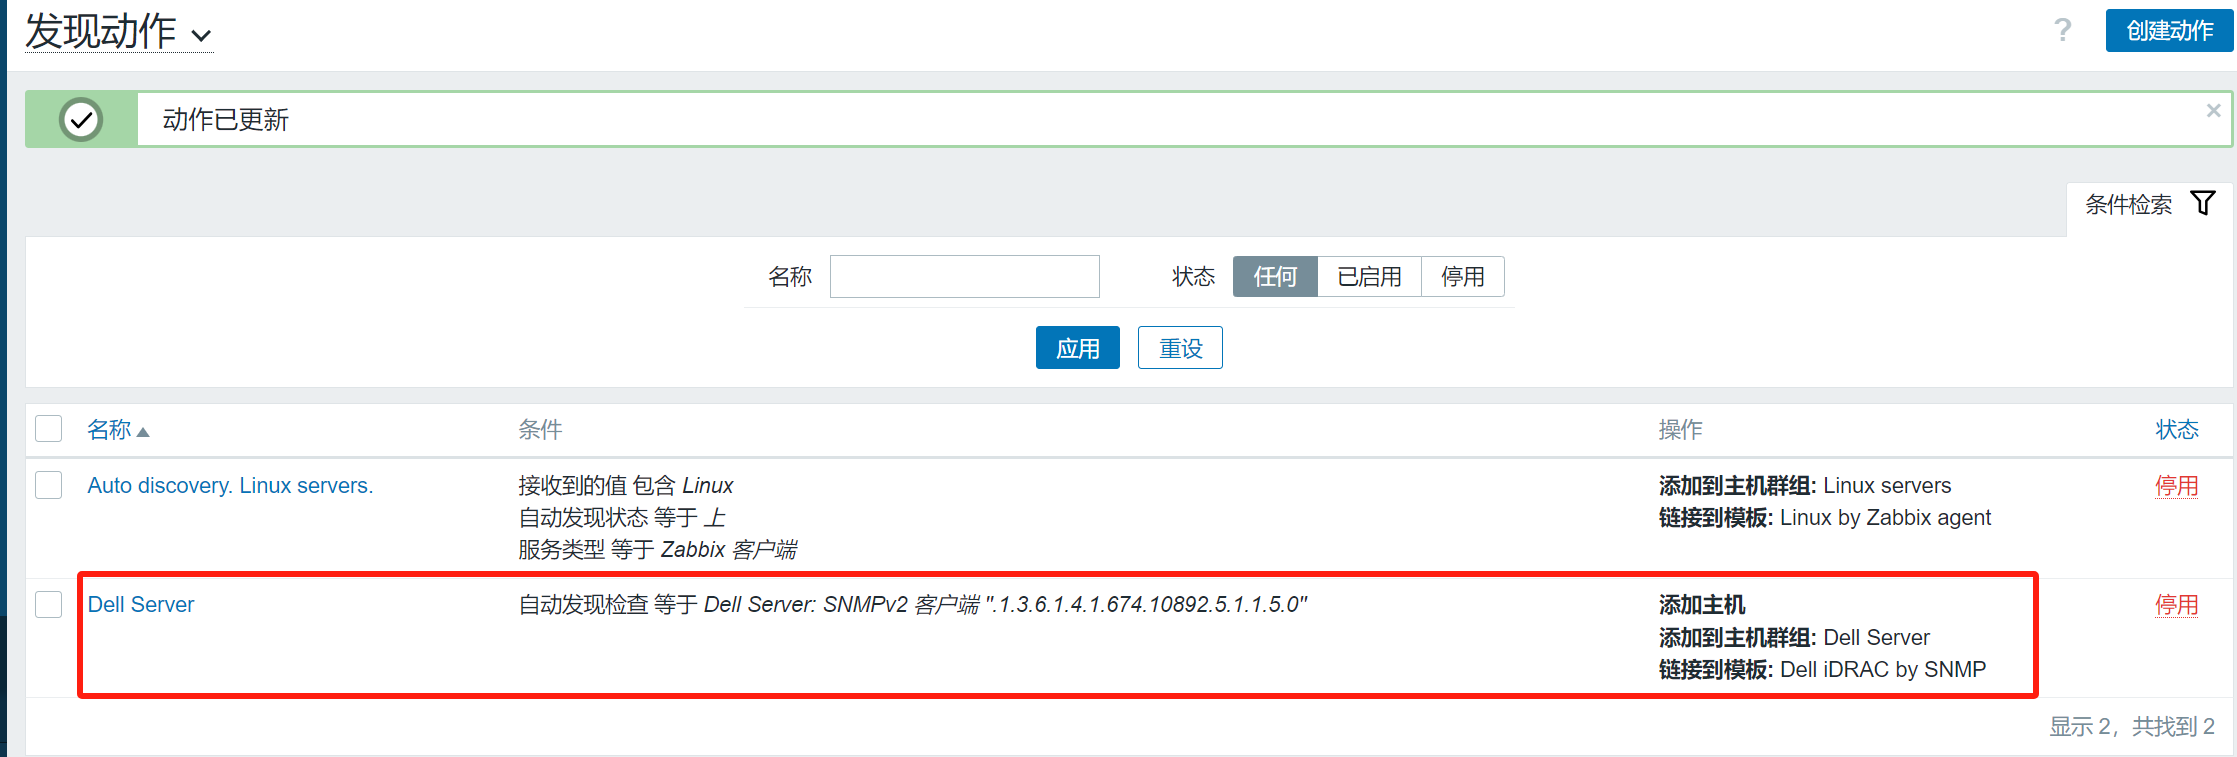 发现动作
?
创建动作
动作已更新
×
条件检索
名称
状态
任何
已启用
停用
应用
重设
名称
条件
操作
状态
Auto discovery. Linux servers.
接收到的值 包含 Linux
自动发现状态 等于 上
服务类型 等于 Zabbix 客户端
添加到主机群组: Linux servers
链接到模板: Linux by Zabbix agent
停用
Dell Server
自动发现检查 等于 Dell Server: SNMPv2 客户端 ".1.3.6.1.4.1.674.10892.5.1.1.5.0"
添加主机
添加到主机群组: Dell Server
链接到模板: Dell iDRAC by SNMP
停用
显示 2，共找到 2